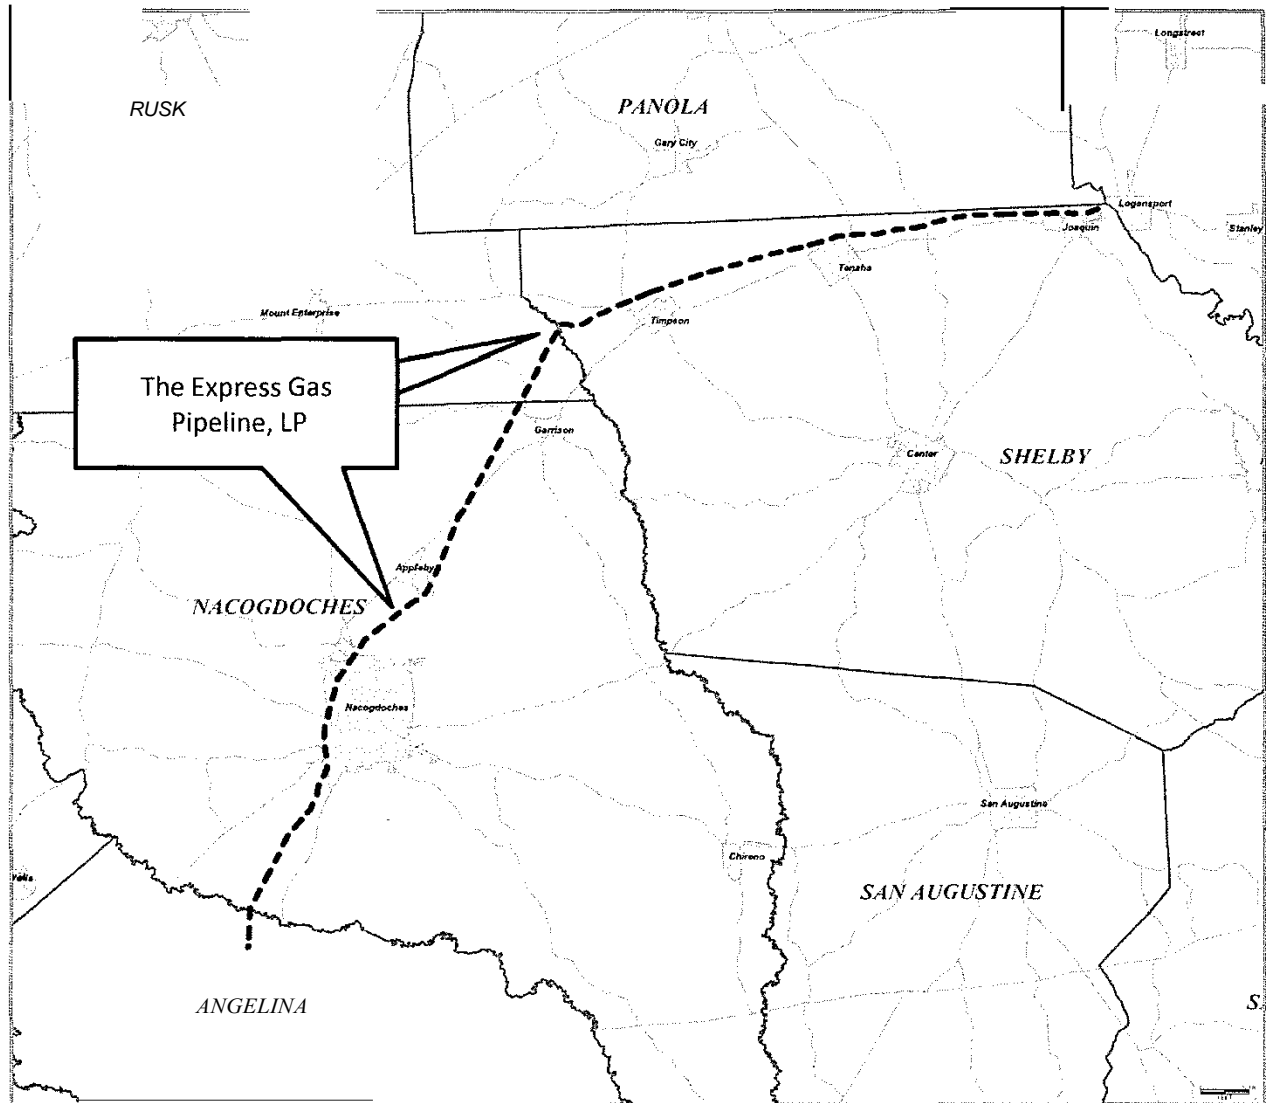 Longstreet
RUSK
PANOLA
Gary City
Logansport
Joaquin
Stanley
Tenaha
Mount Enterprise
Timpson
The Express Gas
Pipeline, LP
Garrison
Center
SHELBY
Appleby
NACOGDOCHES
Nacogdoches
San Augustine
Chireno
SAN AUGUSTINE
ANGELINA
S